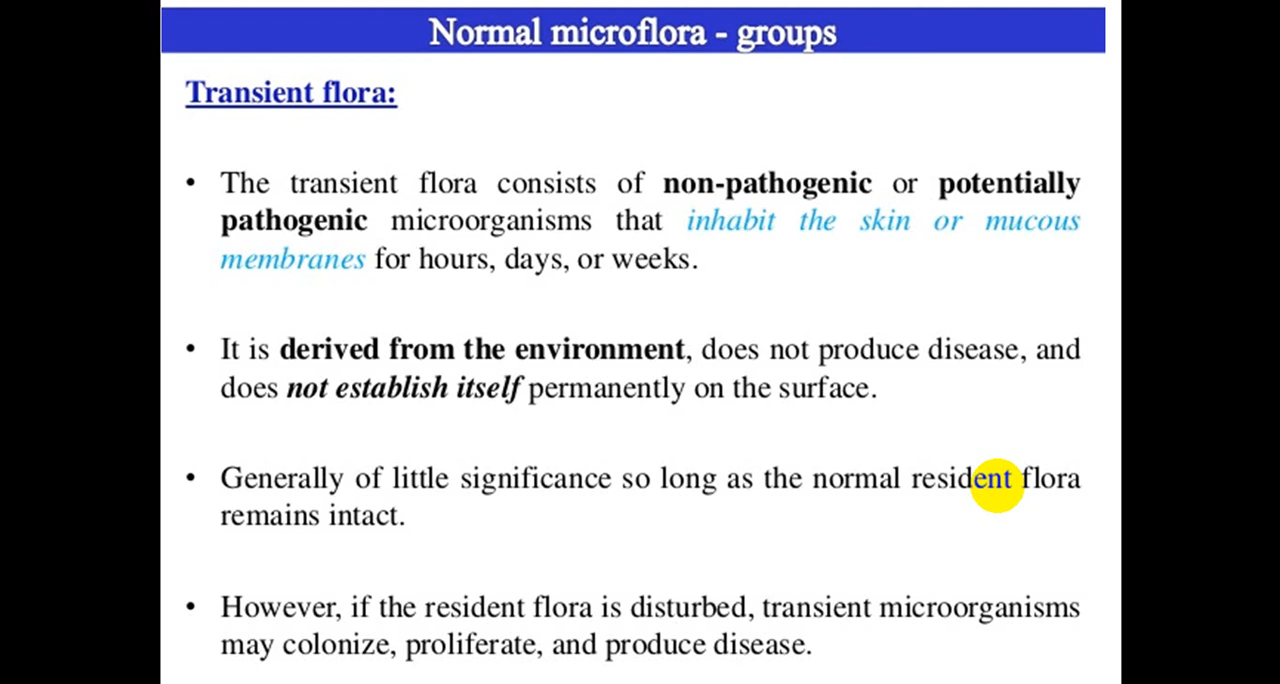 Normal microflora - groups
Transient flora:
• The transient flora consists of non-pathogenic or potentially
pathogenic microorganisms that inhabit the skin or mucous
membranes for hours, days, or weeks.
• It is derived from the environment, does not produce disease, and
does not establish itself permanently on the surface.
• Generally of little significance so long as the normal resident flora
remains intact.
• However, if the resident flora is disturbed, transient microorganisms
may colonize, proliferate, and produce disease.